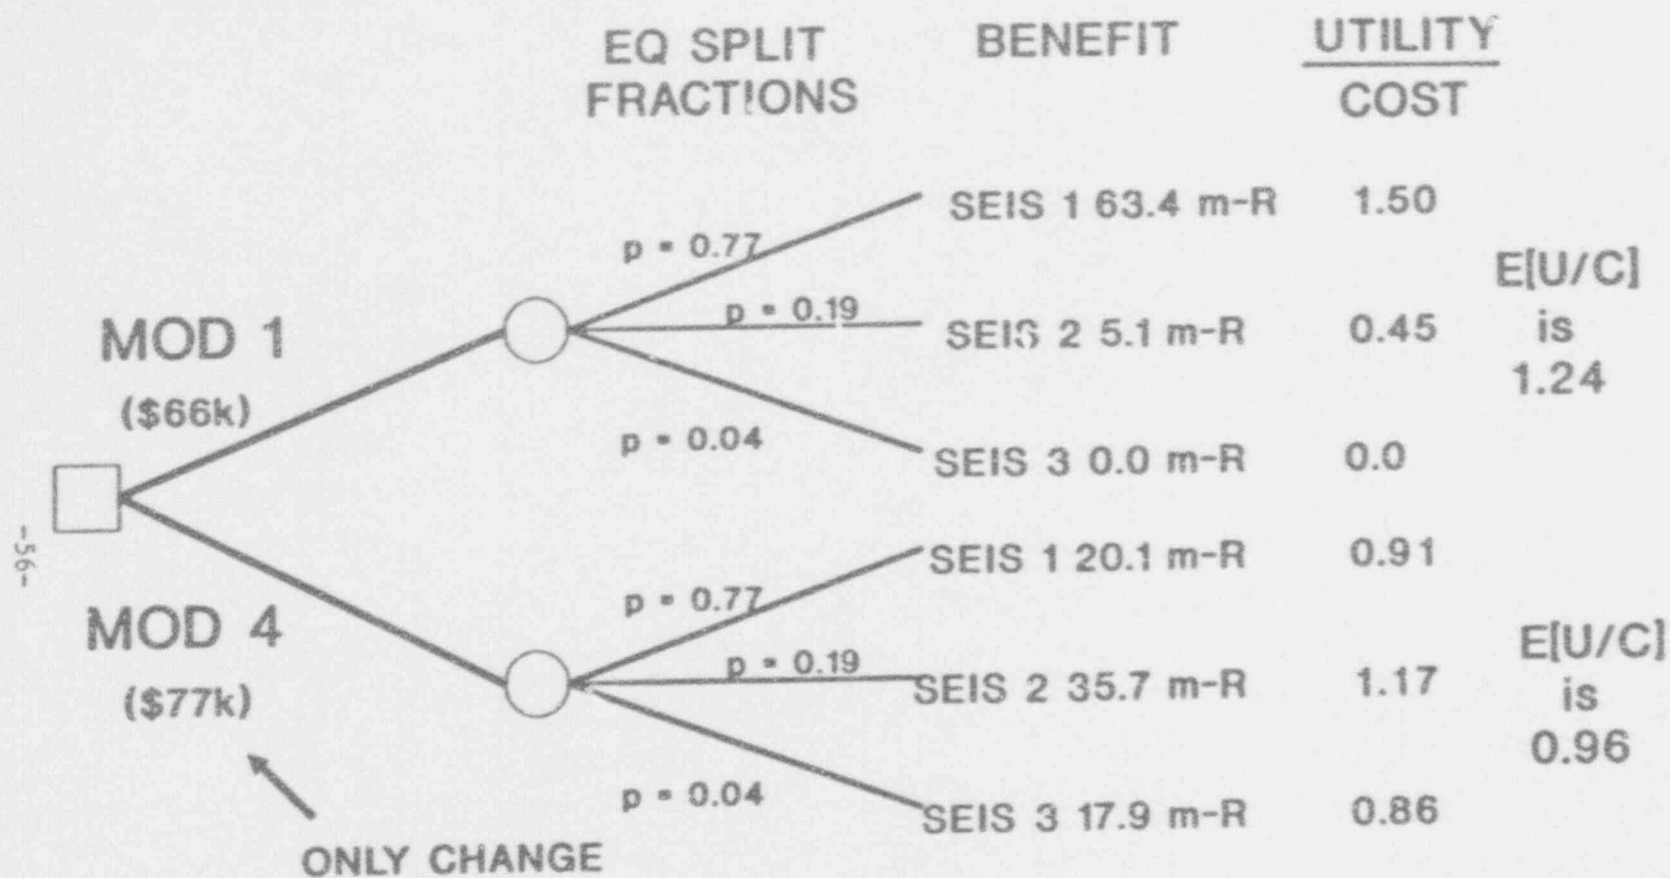 EQ SPLIT
FRACTIONS
BENEFIT
UTILITY
COST
MOD 1
($66k)
p = 0.77
SEIS 1 63.4 m-R 1.50
p = 0.19
SEIS 2 5.1 m-R 0.45
p = 0.04
SEIS 3 0.0 m-R 0.0
E[U/C]
is
1.24
MOD 4
($77k)
ONLY CHANGE
p = 0.77
SEIS 1 20.1 m-R 0.91
p = 0.19
SEIS 2 35.7 m-R 1.17
p = 0.04
SEIS 3 17.9 m-R 0.86
E[U/C]
is
0.96
-56-